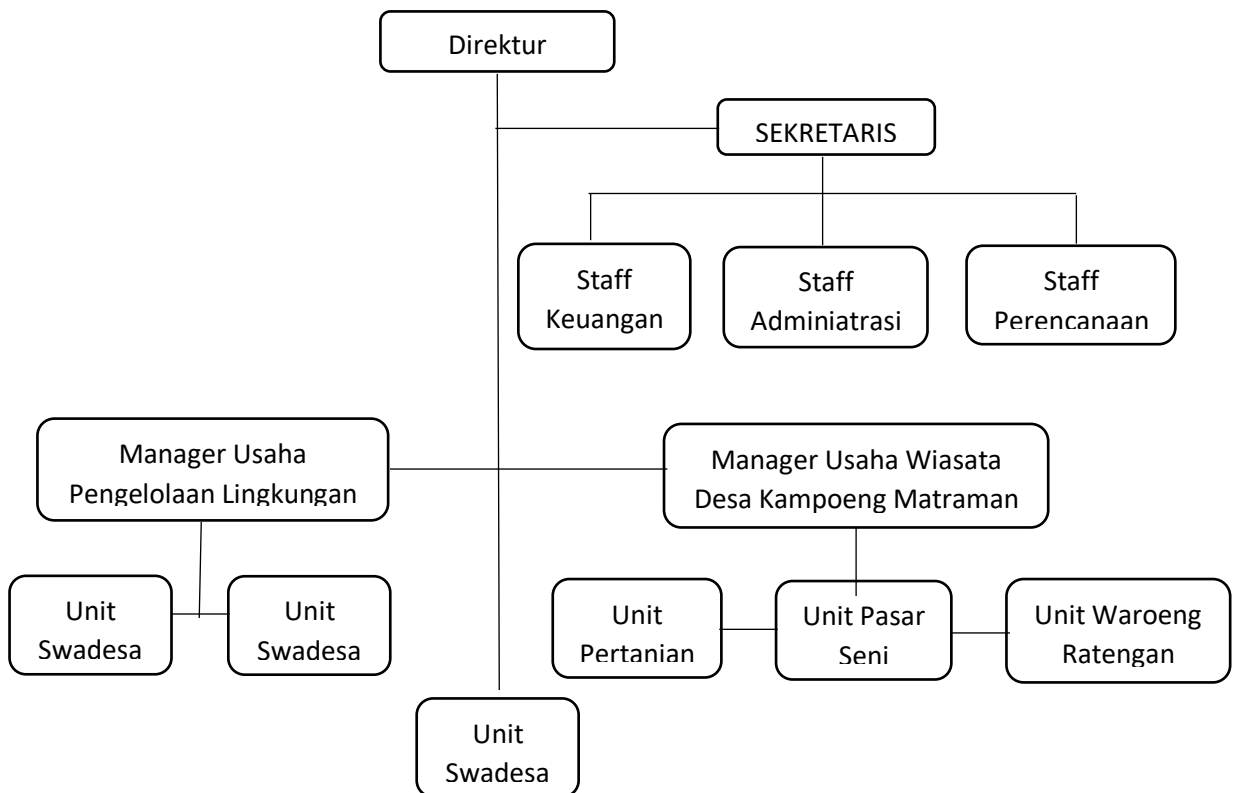 Direktur
SEKRETARIS
Staff
Keuangan
Staff
Adminiatrasi
Staff
Perencanaan
Manager Usaha
Pengelolaan Lingkungan
Manager Usaha Wiasata
Desa Kampoeng Matraman
Unit
Swadesa
Unit
Swadesa
Unit
Pertanian
Unit Pasar
Seni
Unit Waroeng
Ratengan
Unit
Swadesa